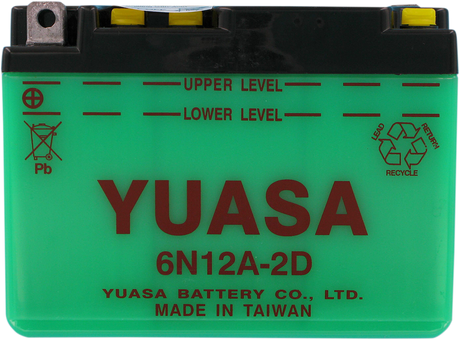 UPPER LEVEL
LOWER LEVEL
Pb
LEAD RETURN
RECYCLE
YUASA
6N12A-2D
YUASA BATTERY CO., LTD.
MADE IN TAIWAN